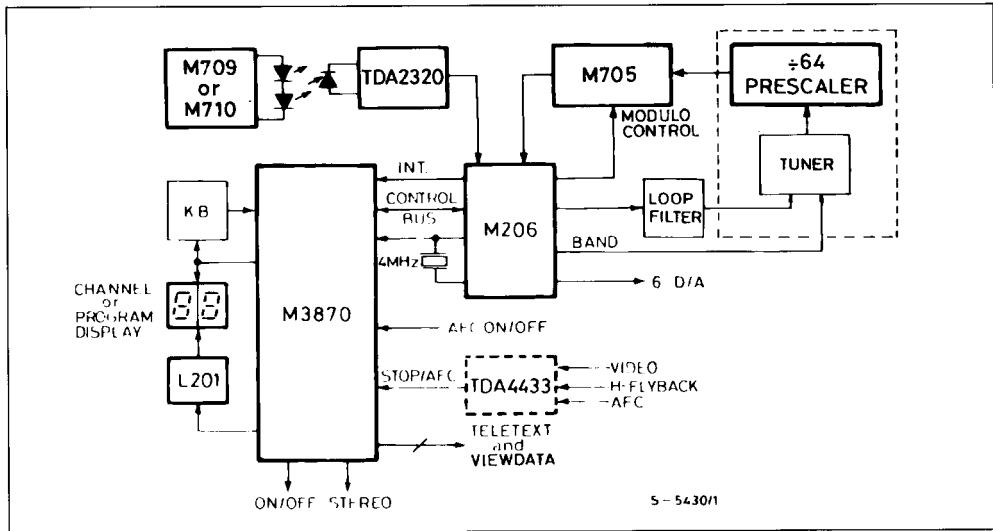 M709
or
M710
TDA2320
M705
÷64
PRESCALER
MODULO
CONTROL
TUNER
INT.
CONTROL
BUS
KB
M206
LOOP
FILTER
BAND
4MHz
6 D/A
CHANNEL
or
PROGRAM
DISPLAY
88
M3870
AFC ON/OFF
L201
STOP/AFC
TDA4433
VIDEO
H-FLYBACK
AFC
TELETEXT
and
VIEWDATA
ON/OFF STEREO
S-5430/1